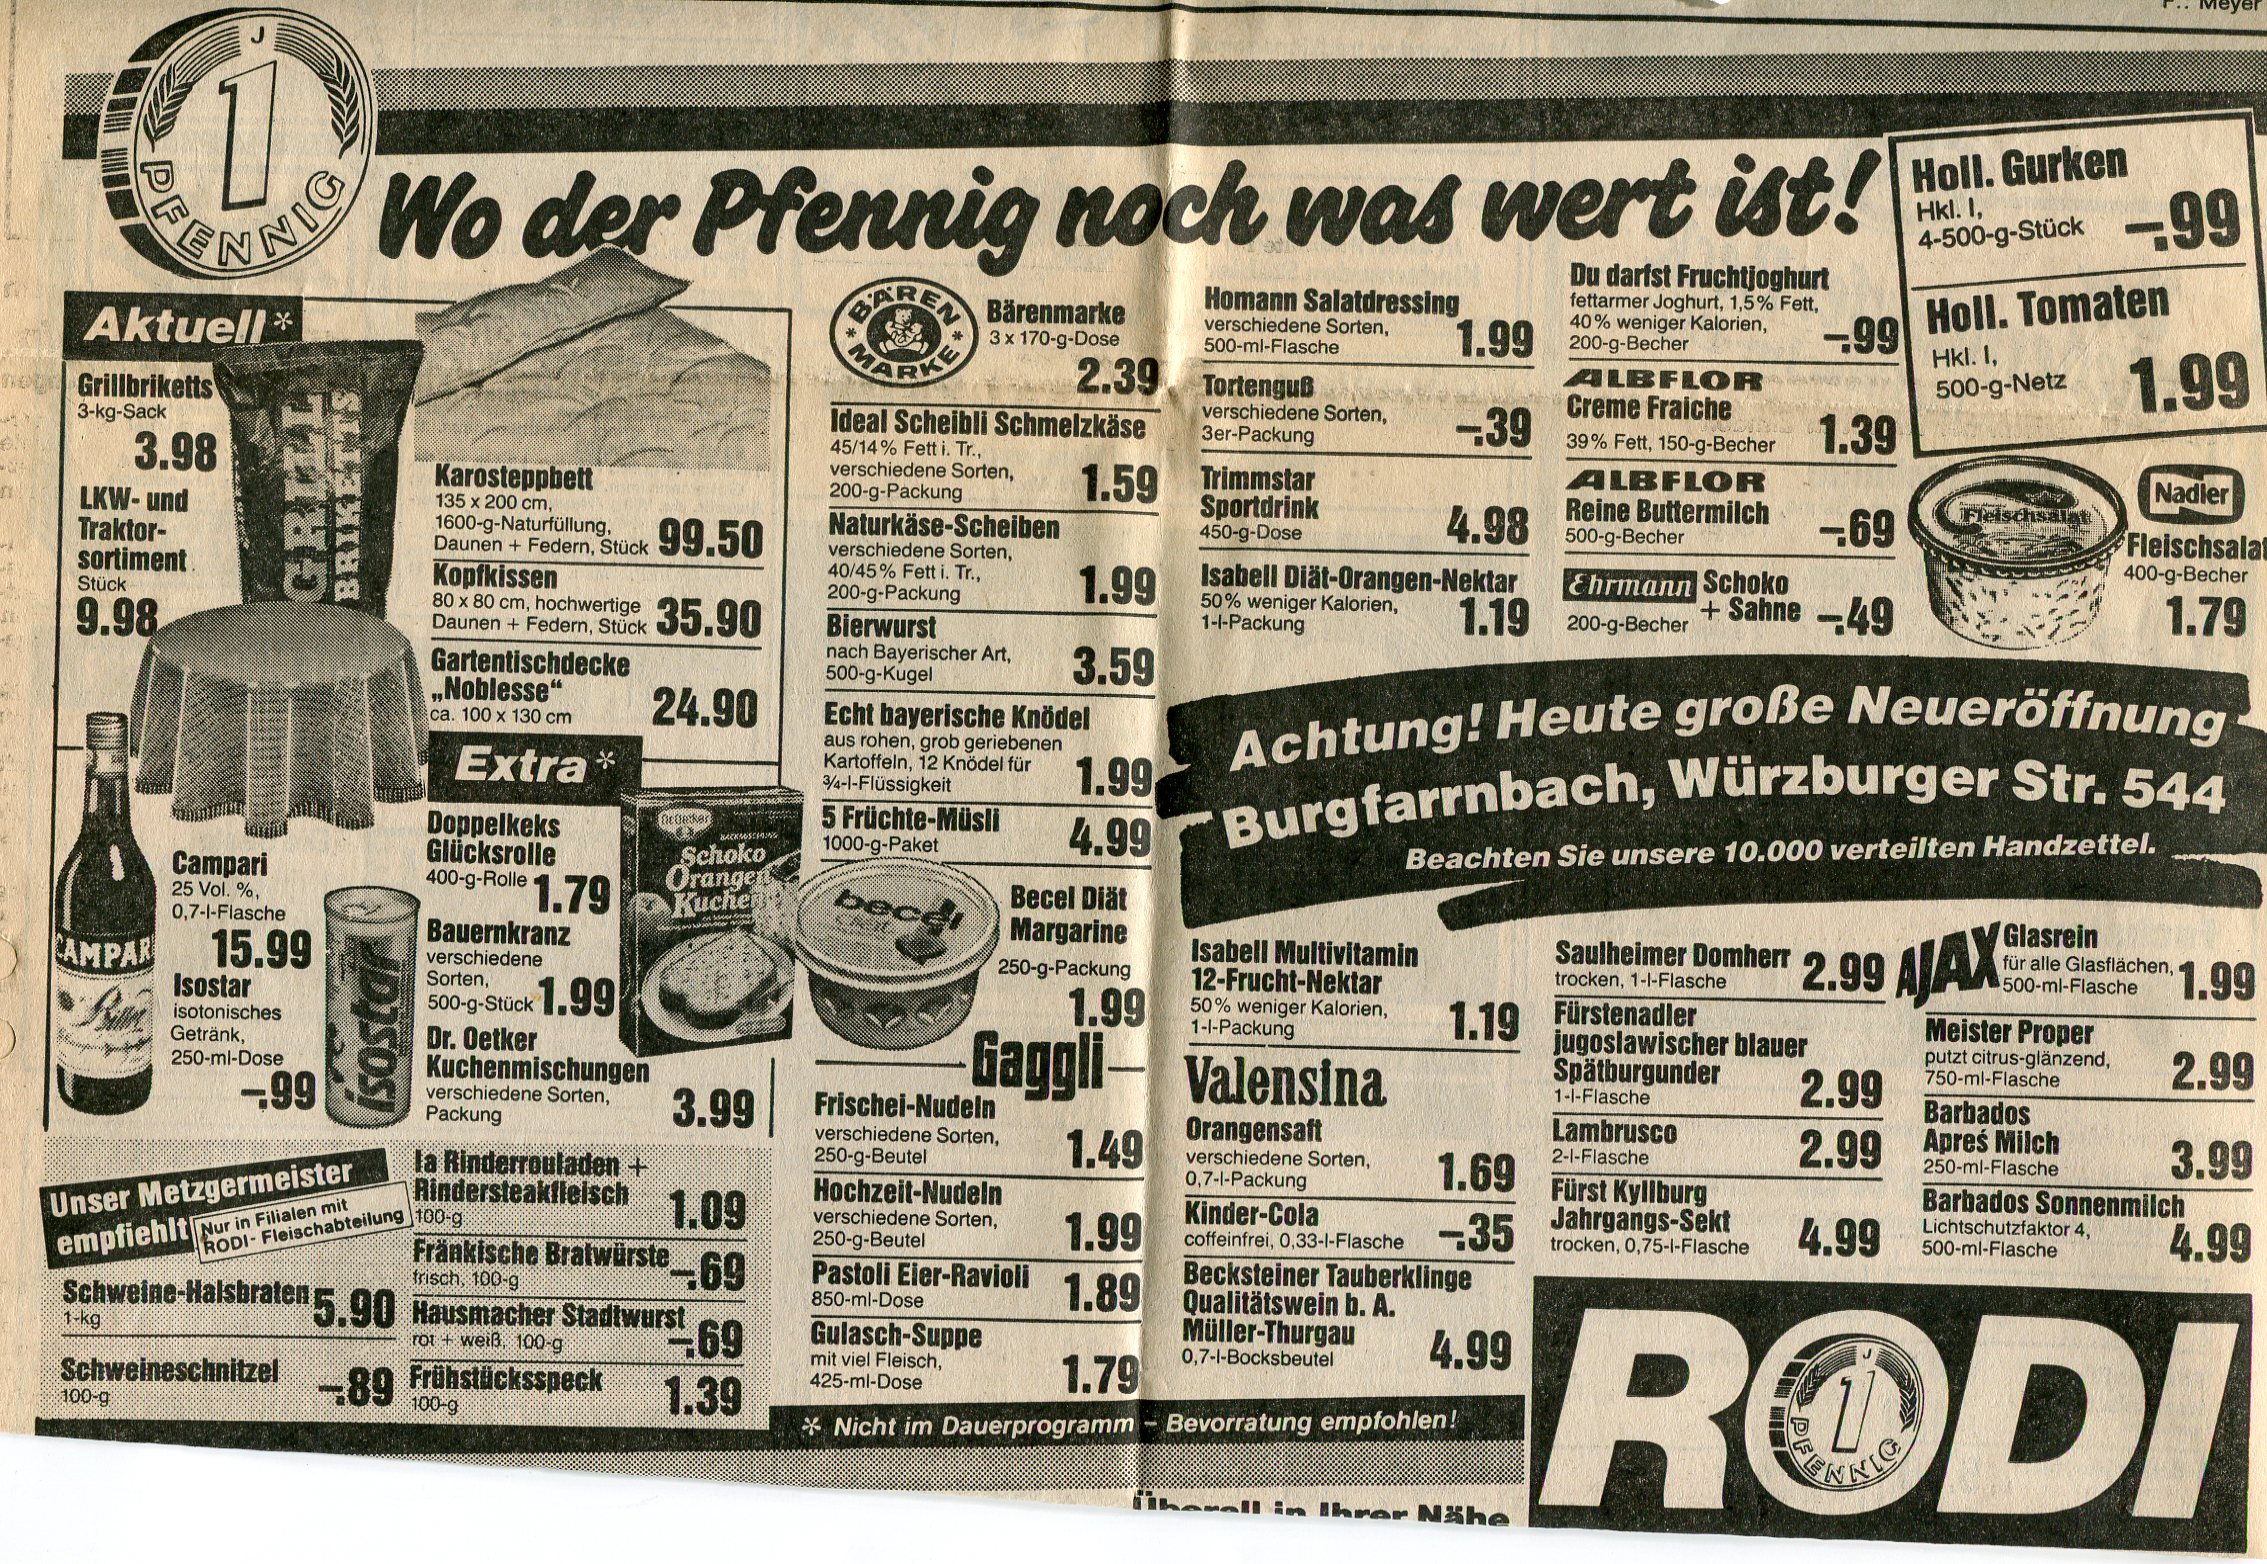 P.. Meyer
J
1
PFENNIG
Wo der Pfennig noch was wert ist!
Holl. Gurken
Hkl. I,
4-500-g-Stück
-.99
Holl. Tomaten
Hkl. I,
500-g-Netz
1.99
Aktuell*
Grillbriketts
3-kg-Sack
3.98
LKW- und
Traktor-
sortiment
Stück
9.98
GRILL
BRIKETTS
Karosteppbett
135 x 200 cm,
1600-g-Naturfüllung,
Daunen + Federn, Stück 99.50
Kopfkissen
80 x 80 cm, hochwertige
Daunen + Federn, Stück 35.90
Gartentischdecke
„Noblesse“
ca. 100 x 130 cm 24.90
Campari
25 Vol. %,
0,7-l-Flasche
15.99
CAMPARI
Isostar
isotonisches
Getränk,
250-ml-Dose
-.99
isostar
Extra*
Doppelkeks
Glücksrolle
400-g-Rolle 1.79
Bauernkranz
verschiedene
Sorten,
500-g-Stück 1.99
Dr. Oetker
Kuchenmischungen
verschiedene Sorten,
Packung 3.99
Dr. Oetker
BACKMISCHUNG
Schoko
Orangen
Kuchen
Unser Metzgermeister
empfiehlt
Nur in Filialen mit
RODI-Fleischabteilung
Schweine-Halsbraten
1-kg 5.90
Schweineschnitzel
100-g -.89
Ia Rinderrouladen +
Rindersteakfleisch
100-g 1.09
Fränkische Bratwürste
frisch, 100-g -.69
Hausmacher Stadtwurst
rot + weiß, 100-g -.69
Frühstücksspeck
100-g 1.39
BÄREN
MARKE
Bärenmarke
3 x 170-g-Dose
2.39
Ideal Scheibli Schmelzkäse
45/14% Fett i. Tr.,
verschiedene Sorten,
200-g-Packung 1.59
Naturkäse-Scheiben
verschiedene Sorten,
40/45% Fett i. Tr.,
200-g-Packung 1.99
Bierwurst
nach Bayerischer Art,
500-g-Kugel 3.59
Echt bayerische Knödel
aus rohen, grob geriebenen
Kartoffeln, 12 Knödel für
¾-l-Flüssigkeit 1.99
5 Früchte-Müsli
1000-g-Paket 4.99
becel
Becel Diät
Margarine
250-g-Packung
1.99
Gaggli
Frischei-Nudeln
verschiedene Sorten,
250-g-Beutel 1.49
Hochzeit-Nudeln
verschiedene Sorten,
250-g-Beutel 1.99
Pastoli Eier-Ravioli
850-ml-Dose 1.89
Gulasch-Suppe
mit viel Fleisch,
425-ml-Dose 1.79
Homann Salatdressing
verschiedene Sorten,
500-ml-Flasche 1.99
Tortenguß
verschiedene Sorten,
3er-Packung -.39
Trimmstar
Sportdrink
450-g-Dose 4.98
Isabell Diät-Orangen-Nektar
50% weniger Kalorien,
1-l-Packung 1.19
Du darfst Fruchtjoghurt
fettarmer Joghurt, 1,5% Fett,
40% weniger Kalorien,
200-g-Becher -.99
ALBFLOR
Creme Fraiche
39% Fett, 150-g-Becher 1.39
ALBFLOR
Reine Buttermilch
500-g-Becher -.69
Ehrmann Schoko
+ Sahne
200-g-Becher -.49
Fleischsalat
Nadler
Fleischsalat
400-g-Becher
1.79
Achtung! Heute große Neueröffnung
Burgfarrnbach, Würzburger Str. 544
Beachten Sie unsere 10.000 verteilten Handzettel.
Isabell Multivitamin
12-Frucht-Nektar
50% weniger Kalorien,
1-l-Packung 1.19
Valensina
Orangensaft
verschiedene Sorten,
0,7-l-Packung 1.69
Kinder-Cola
coffeinfrei, 0,33-l-Flasche -.35
Becksteiner Tauberklinge
Qualitätswein b. A.
Müller-Thurgau
0,7-l-Bocksbeutel 4.99
Saulheimer Domherr
trocken, 1-l-Flasche 2.99
Fürstenadler
jugoslawischer blauer
Spätburgunder
1-l-Flasche 2.99
Lambrusco
2-l-Flasche 2.99
Fürst Kyllburg
Jahrgangs-Sekt
trocken, 0,75-l-Flasche 4.99
AJAX Glasrein
für alle Glasflächen,
500-ml-Flasche 1.99
Meister Proper
putzt citrus-glänzend,
750-ml-Flasche 2.99
Barbados
Apreś Milch
250-ml-Flasche 3.99
Barbados Sonnenmilch
Lichtschutzfaktor 4,
500-ml-Flasche 4.99
* Nicht im Dauerprogramm – Bevorratung empfohlen!
Überall in Ihrer Nähe
RODI
J
1
PFENNIG